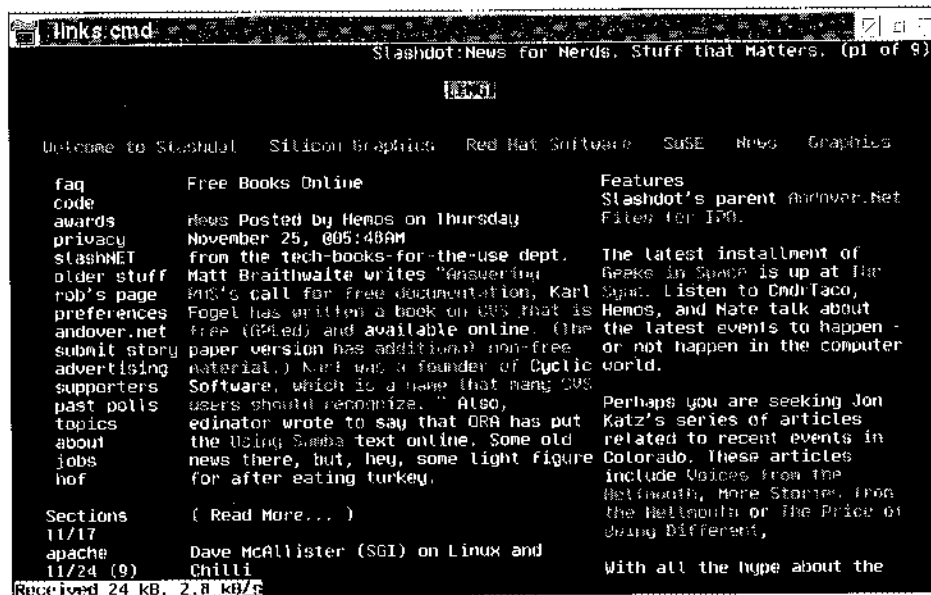 links.cmd
Slashdot:News for Nerds. Stuff that Matters. (p1 of 9)
[IMG]
Welcome to Slashdot Silicon Graphics Red Hat Software SuSE News Graphics
faq
code
awards
privacy
slashNET
older stuff
rob's page
preferences
andover.net
submit story
advertising
supporters
past polls
topics
about
jobs
hof
Sections
11/17
apache
11/24 (9)
Free Books Online
News Posted by Hemos on Thursday
November 25, @05:48AM
from the tech-books-for-the-use dept.
Matt Braithwaite writes "Answering
RMS's call for free documentation, Karl
Fogel has written a book on CVS that is
free (GPLed) and available online. (The
paper version has additional non-free
material.) Karl was a founder of Cyclic
Software, which is a name that many CVS
users should recognize. " Also,
edinator wrote to say that ORA has put
the Using Samba text online. Some old
news there, but, hey, some light figure
for after eating turkey.
( Read More... )
Dave McAllister (SGI) on Linux and
Chilli
Features
Slashdot's parent Andover.Net
Files for IPO.
The latest installment of
Geeks in Space is up at The
Sync. Listen to CmdrTaco,
Hemos, and Nate talk about
the latest events to happen -
or not happen in the computer
world.
Perhaps you are seeking Jon
Katz's series of articles
related to recent events in
Colorado. These articles
include Voices from the
Hellmouth, More Stories from
the Hellmouth or The Price of
Being Different,
With all the hype about the
Received 24 kB, 2.8 kB/s